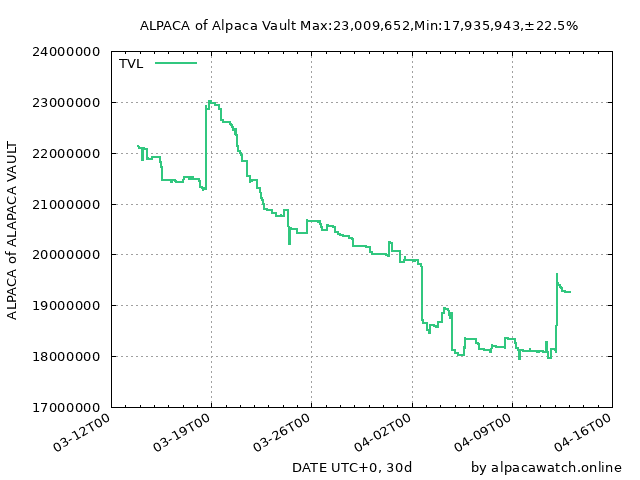 ALPACA of Alpaca Vault Max:23,009,652,Min:17,935,943,±22.5%
24000000
TVL
23000000
22000000
21000000
20000000
19000000
18000000
17000000
ALPACA of ALAPACA VAULT
03-12T00
03-19T00
03-26T00
04-02T00
04-09T00
04-16T00
DATE UTC+0, 30d
by alpacawatch.online